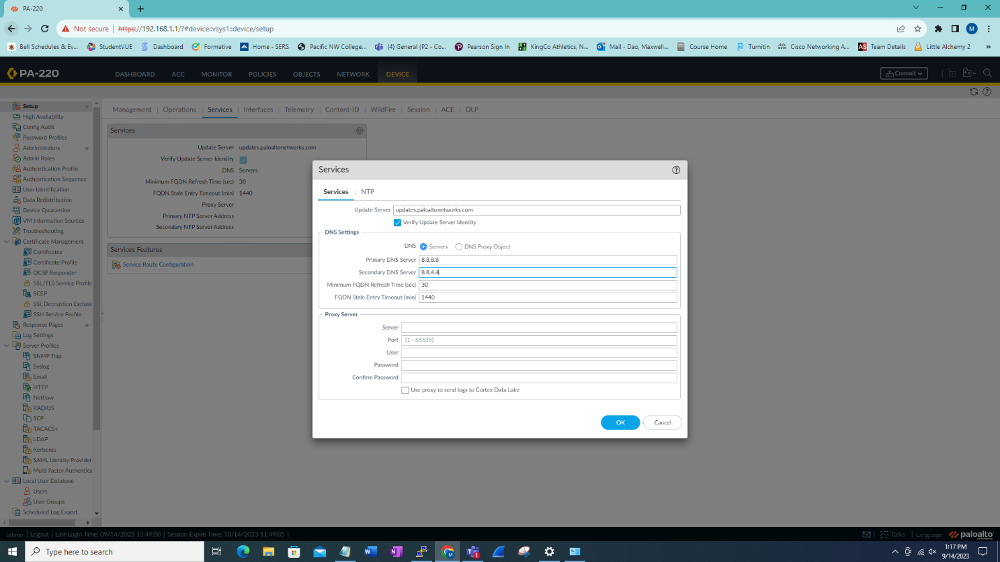 PA-220
Not secure https://192.168.1.1/?#device::vsys1::device/setup
Bell Schedules & Ev... StudentVUE Dashboard Formative Home - SERS Pacific NW College... (4) General (P2 - Co... Pearson Sign In KingCo Athletics, N... Mail - Dao, Maxwell... Course Home Turnitin Cisco Networking A... Team Details Little Alchemy 2 »
PA-220 DASHBOARD ACC MONITOR POLICIES OBJECTS NETWORK DEVICE Commit
Setup
High Availability
Config Audit
Password Profiles
Administrators
Admin Roles
Authentication Profile
Authentication Sequence
User Identification
Data Redistribution
Device Quarantine
VM Information Sources
Troubleshooting
Certificate Management
Certificates
Certificate Profile
OCSP Responder
SSL/TLS Service Profile
SCEP
SSL Decryption Exclusio
SSH Service Profile
Response Pages
Log Settings
Server Profiles
SNMP Trap
Syslog
Email
HTTP
Netflow
RADIUS
SCP
TACACS+
LDAP
Kerberos
SAML Identity Provider
Multi Factor Authentica
Local User Database
Users
User Groups
Scheduled Log Export
Management Operations Services Interfaces Telemetry Content-ID WildFire Session ACE DLP
Services
Update Server updates.paloaltonetworks.com
Verify Update Server Identity
DNS Servers
Minimum FQDN Refresh Time (sec) 30
FQDN Stale Entry Timeout (min) 1440
Proxy Server
Primary NTP Server Address
Secondary NTP Server Address
Services Features
Service Route Configuration
Services
Services NTP
Update Server updates.paloaltonetworks.com
Verify Update Server Identity
DNS Settings
DNS Servers DNS Proxy Object
Primary DNS Server 8.8.8.8
Secondary DNS Server 8.8.4.4
Minimum FQDN Refresh Time (sec) 30
FQDN Stale Entry Timeout (min) 1440
Proxy Server
Server
Port [1 - 65535]
User
Password
Confirm Password
Use proxy to send logs to Cortex Data Lake
OK Cancel
admin | Logout | Last Login Time: 09/14/2023 11:49:00 | Session Expire Time: 10/14/2023 11:49:05 | Tasks | Language paloalto
Type here to search
1:17 PM
9/14/2023